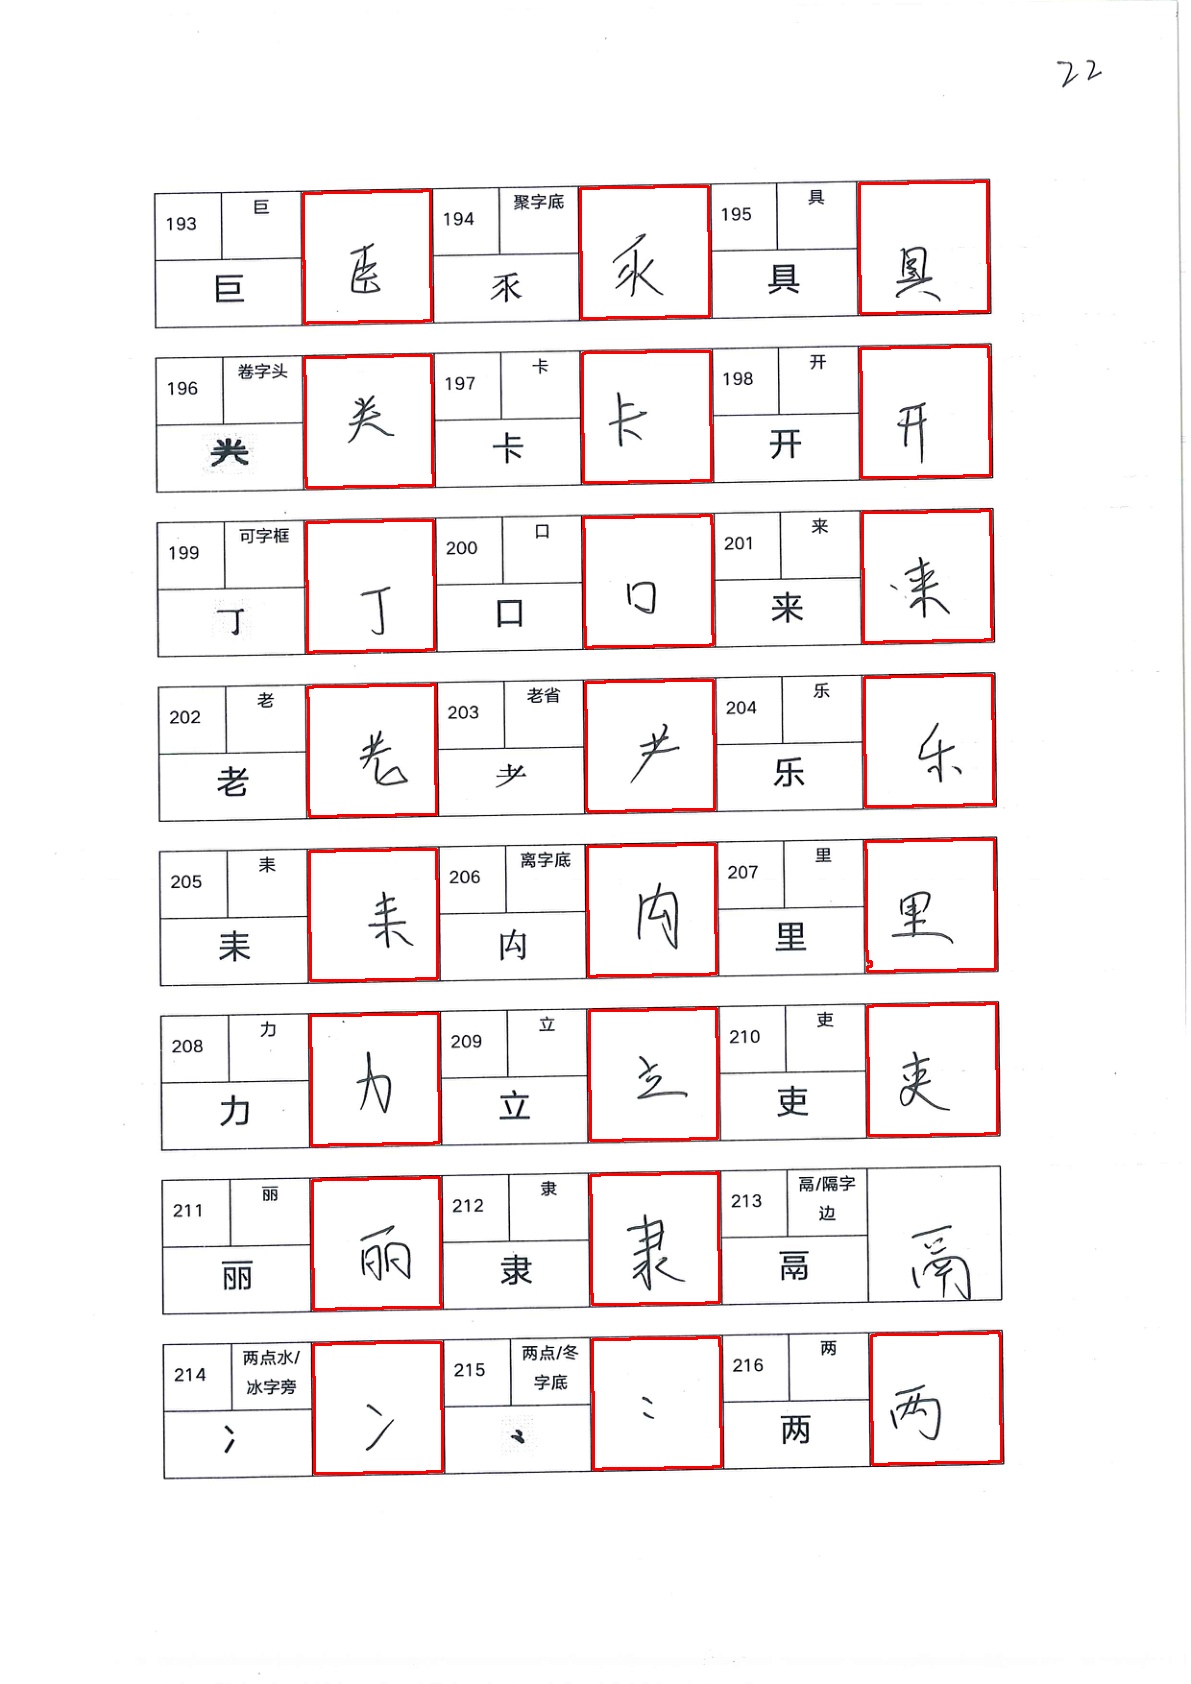 22
193 巨 194 聚字底 195 具
巨 𦣞 乑 乑 具 具
196 卷字头 197 卡 198 开
龹 龹 卡 卡 开 开
199 可字框 200 口 201 来
丁 丁 口 口 来 来
202 老 203 老省 204 乐
老 老 耂 耂 乐 乐
205 耒 206 离字底 207 里
耒 耒 禸 禸 里 里
208 力 209 立 210 吏
力 力 立 立 吏 吏
211 丽 212 隶 213 鬲/隔字边
丽 丽 隶 隶 鬲 鬲
214 两点水/冰字旁 215 两点/冬字底 216 两
冫 冫 ⺀ ⺀ 两 两